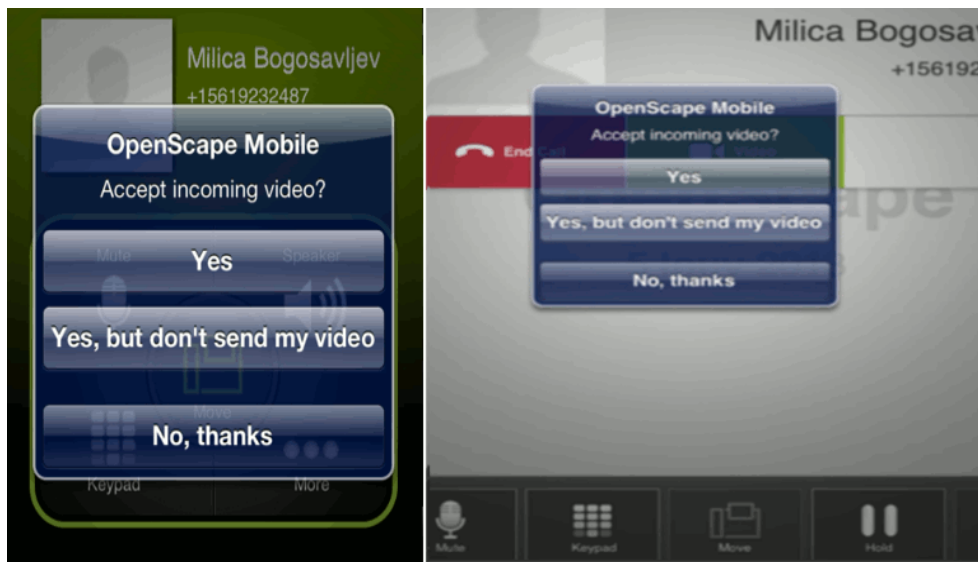 Milica Bogosavljev
+15619232487
OpenScape Mobile
Accept incoming video?
Mute
Speaker
Yes
Yes, but don't send my video
Move
No, thanks
Keypad
More
Milica Bogosav
+156192
OpenScape Mobile
Accept incoming video?
End Call
Video
Yes
Yes, but don't send my video
No, thanks
Mute
Keypad
Move
Hold